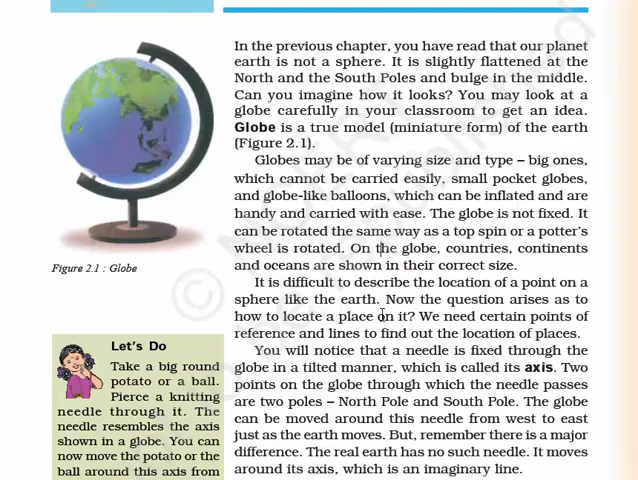 In the previous chapter, you have read that our planet
earth is not a sphere. It is slightly flattened at the
North and the South Poles and bulge in the middle.
Can you imagine how it looks? You may look at a
globe carefully in your classroom to get an idea.
Globe is a true model (miniature form) of the earth
(Figure 2.1).
Globes may be of varying size and type – big ones,
which cannot be carried easily, small pocket globes,
and globe-like balloons, which can be inflated and are
handy and carried with ease. The globe is not fixed. It
can be rotated the same way as a top spin or a potter's
wheel is rotated. On the globe, countries, continents
and oceans are shown in their correct size.
It is difficult to describe the location of a point on a
sphere like the earth. Now the question arises as to
how to locate a place on it? We need certain points of
reference and lines to find out the location of places.
You will notice that a needle is fixed through the
globe in a tilted manner, which is called its axis. Two
points on the globe through which the needle passes
are two poles – North Pole and South Pole. The globe
can be moved around this needle from west to east
just as the earth moves. But, remember there is a major
difference. The real earth has no such needle. It moves
around its axis, which is an imaginary line.
Figure 2.1 : Globe
Let's Do
Take a big round
potato or a ball.
Pierce a knitting
needle through it. The
needle resembles the axis
shown in a globe. You can
now move the potato or the
ball around this axis from